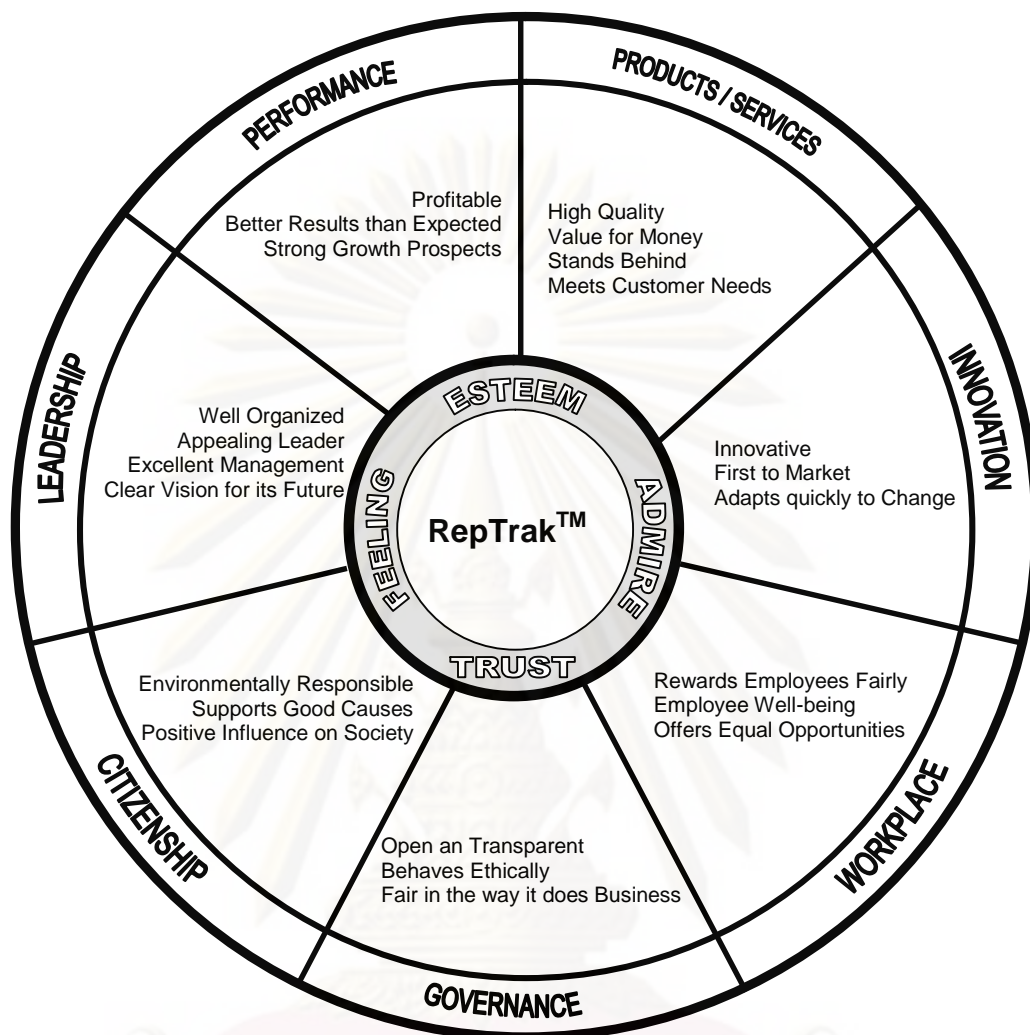 PERFORMANCE
Profitable
Better Results than Expected
Strong Growth Prospects
PRODUCTS / SERVICES
High Quality
Value for Money
Stands Behind
Meets Customer Needs
INNOVATION
Innovative
First to Market
Adapts quickly to Change
WORKPLACE
Rewards Employees Fairly
Employee Well-being
Offers Equal Opportunities
GOVERNANCE
Open an Transparent
Behaves Ethically
Fair in the way it does Business
CITIZENSHIP
Environmentally Responsible
Supports Good Causes
Positive Influence on Society
LEADERSHIP
Well Organized
Appealing Leader
Excellent Management
Clear Vision for its Future
ESTEEM
ADMIRE
TRUST
FEELING
RepTrak™